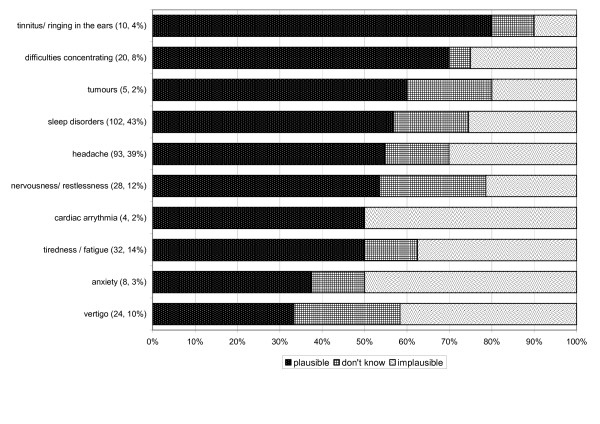 tinnitus/ ringing in the ears (10, 4%)
difficulties concentrating (20, 8%)
tumours (5, 2%)
sleep disorders (102, 43%)
headache (93, 39%)
nervousness/ restlessness (28, 12%)
cardiac arrythmia (4, 2%)
tiredness / fatigue (32, 14%)
anxiety (8, 3%)
vertigo (24, 10%)
0% 10% 20% 30% 40% 50% 60% 70% 80% 90% 100%
plausible don't know implausible